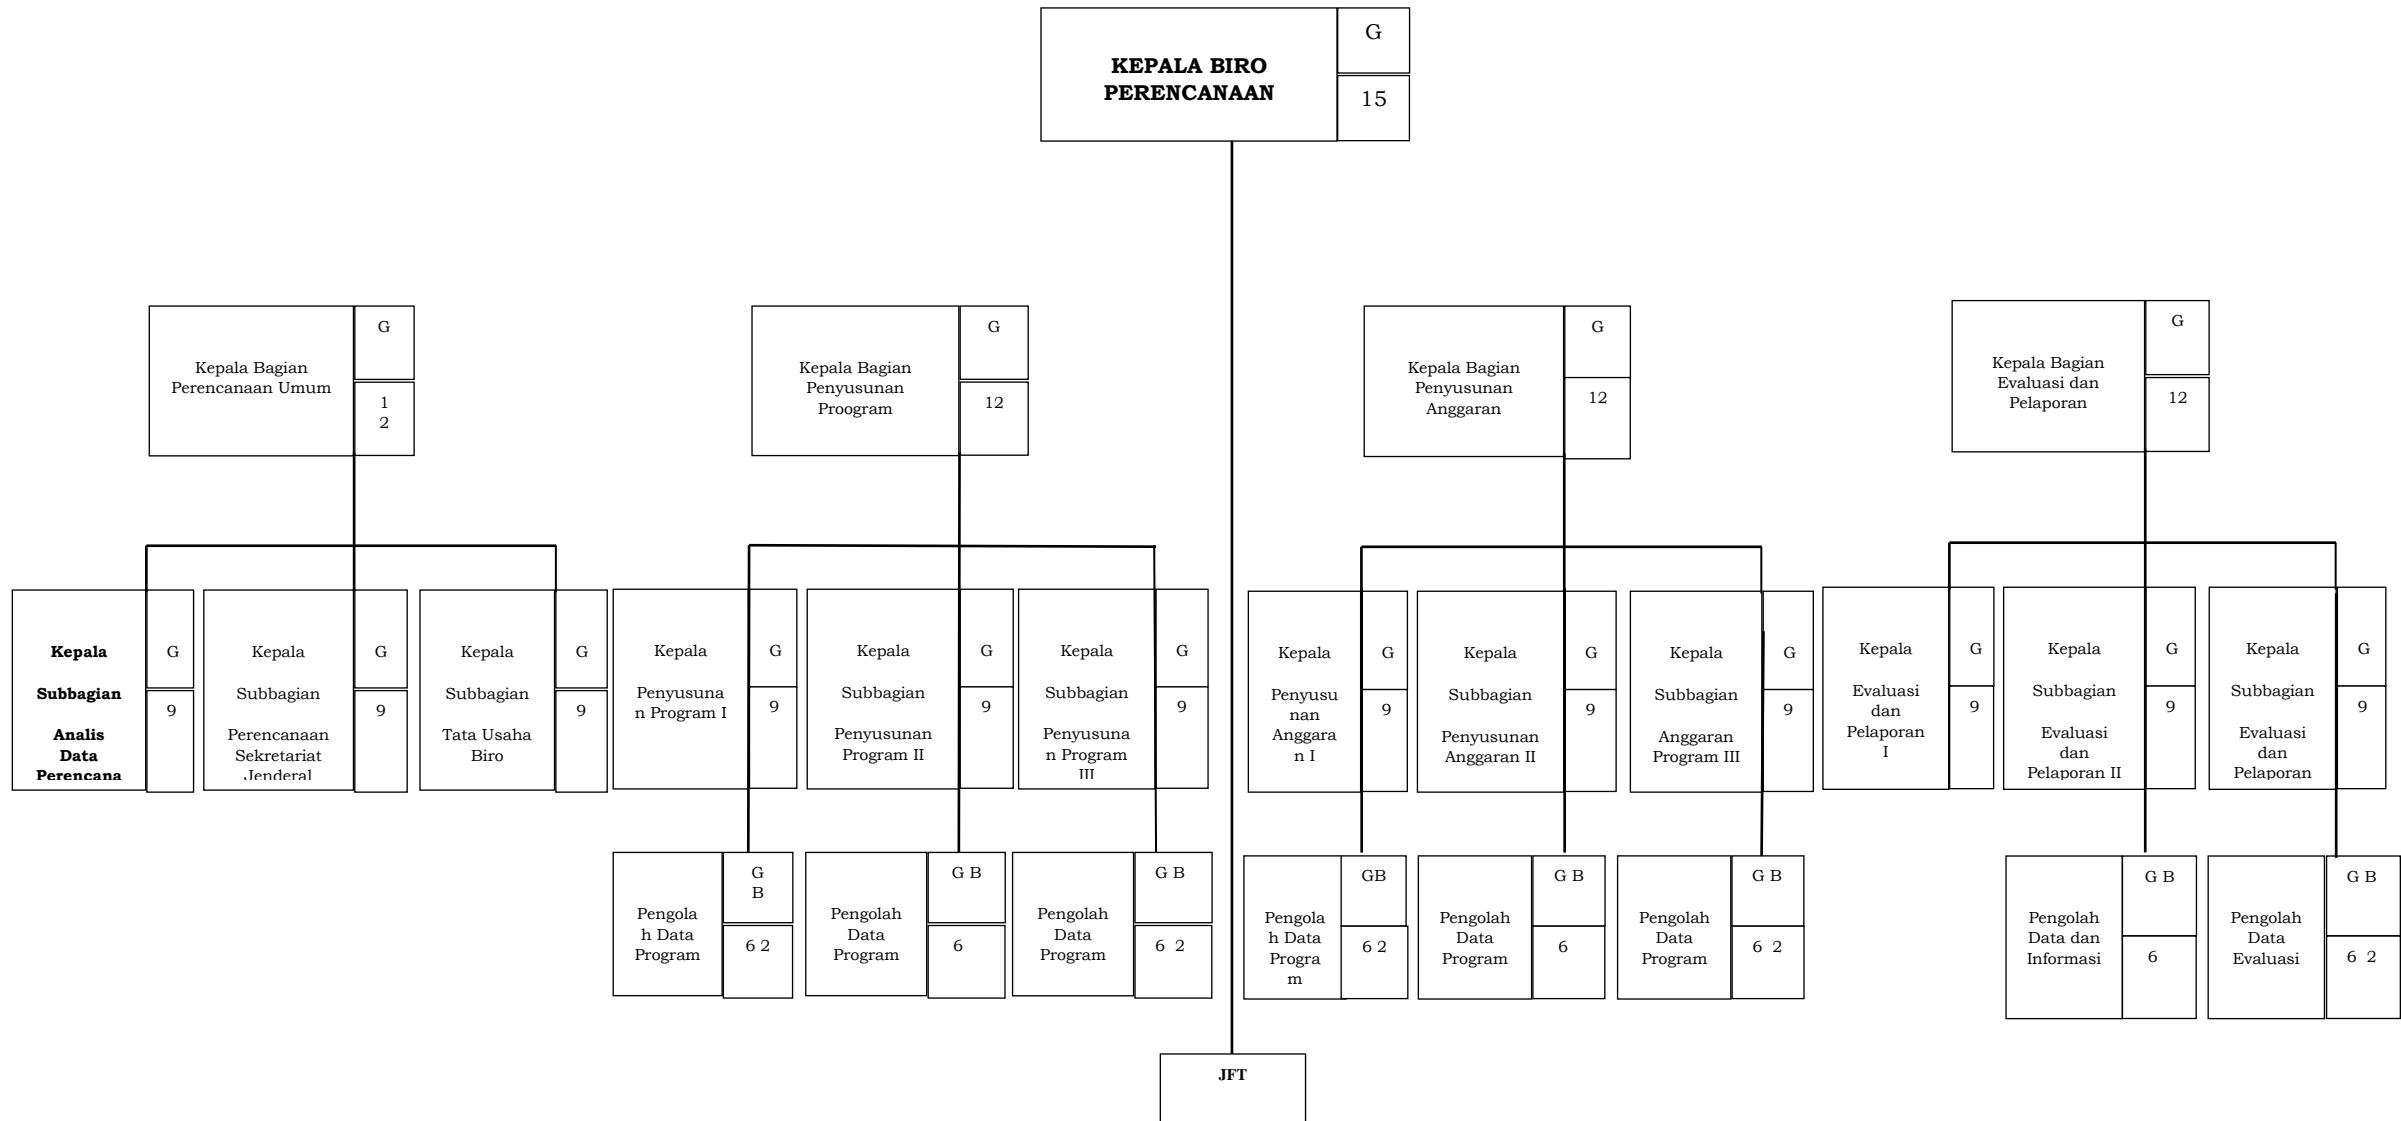 KEPALA BIRO
PERENCANAAN
G
15
Kepala Bagian
Perencanaan Umum
G
1
2
Kepala Bagian
Penyusunan
Proogram
G
12
Kepala Bagian
Penyusunan
Anggaran
G
12
Kepala Bagian
Evaluasi dan
Pelaporan
G
12
Kepala
Subbagian
Analis
Data
Perencana
G
9
Kepala
Subbagian
Perencanaan
Sekretariat
Jenderal
G
9
Kepala
Subbagian
Tata Usaha
Biro
G
9
Kepala
Penyusuna
n Program I
G
9
Kepala
Subbagian
Penyusunan
Program II
G
9
Kepala
Subbagian
Penyusuna
n Program
III
G
9
Kepala
Penyusu
nan
Anggara
n I
G
9
Kepala
Subbagian
Penyusunan
Anggaran II
G
9
Kepala
Subbagian
Anggaran
Program III
G
9
Kepala
Evaluasi
dan
Pelaporan
I
G
9
Kepala
Subbagian
Evaluasi
dan
Pelaporan II
G
9
Kepala
Subbagian
Evaluasi
dan
Pelaporan
G
9
Pengola
h Data
Program
G
B
6 2
Pengolah
Data
Program
G B
6
Pengolah
Data
Program
G B
6 2
Pengola
h Data
Progra
m
GB
6 2
Pengolah
Data
Program
G B
6
Pengolah
Data
Program
G B
6 2
Pengolah
Data dan
Informasi
G B
6
Pengolah
Data
Evaluasi
G B
6 2
JFT